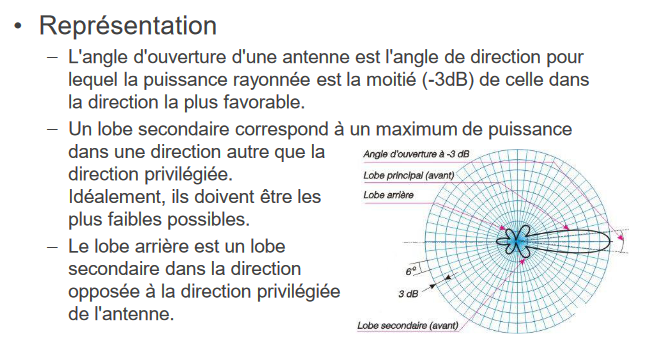 • Représentation
– L'angle d'ouverture d'une antenne est l'angle de direction pour
lequel la puissance rayonnée est la moitié (-3dB) de celle dans
la direction la plus favorable.
– Un lobe secondaire correspond à un maximum de puissance
dans une direction autre que la
direction privilégiée.
Idéalement, ils doivent être les
plus faibles possibles.
– Le lobe arrière est un lobe
secondaire dans la direction
opposée à la direction privilégiée
de l'antenne.
Angle d'ouverture à -3 dB
Lobe principal (avant)
Lobe arrière
6°
3 dB
Lobe secondaire (avant)